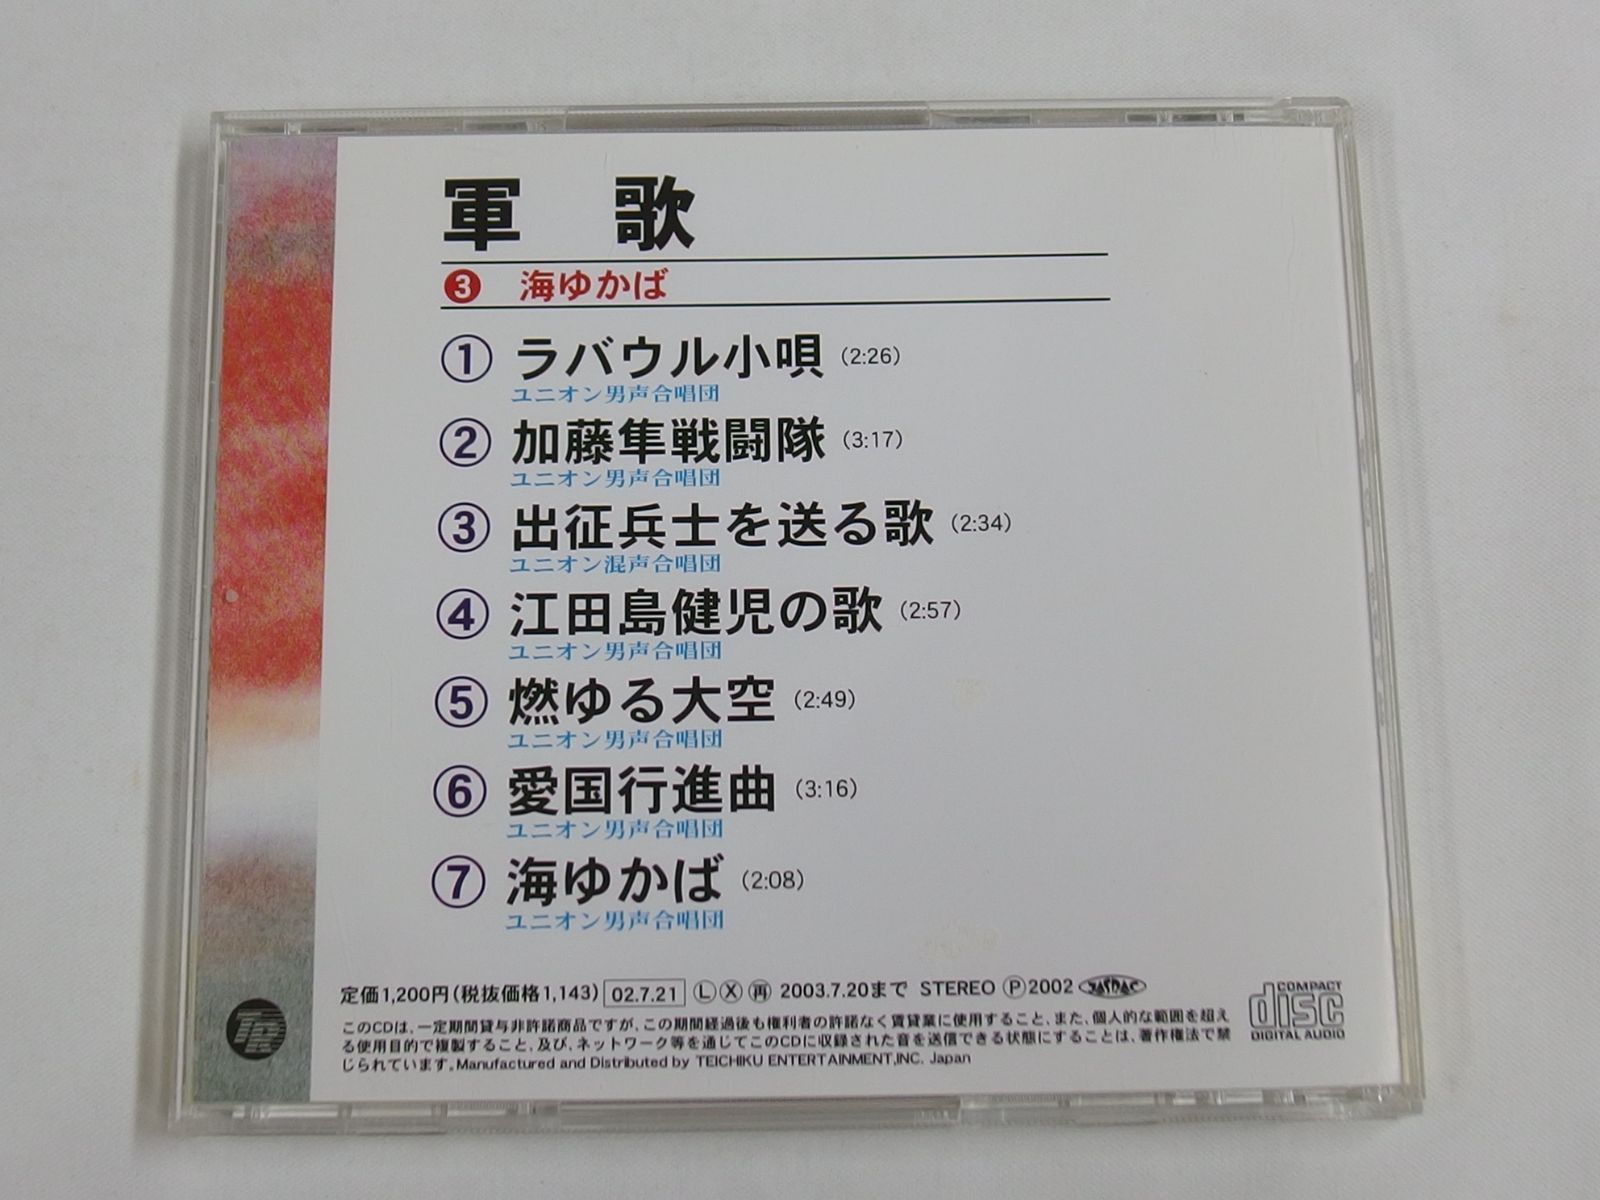 軍 歌
3 海ゆかば
① ラバウル小唄 (2:26)
ユニオン男声合唱団
② 加藤隼戦闘隊 (3:17)
ユニオン男声合唱団
③ 出征兵士を送る歌 (2:34)
ユニオン混声合唱団
④ 江田島健児の歌 (2:57)
ユニオン男声合唱団
⑤ 燃ゆる大空 (2:49)
ユニオン男声合唱団
⑥ 愛国行進曲 (3:16)
ユニオン男声合唱団
⑦ 海ゆかば (2:08)
ユニオン男声合唱団
定価1,200円(税抜価格1,143) 02.7.21 Ⓛ Ⓧ 再 2003.7.20まで STEREO Ⓟ2002 JASRAC
COMPACT
disc
DIGITAL AUDIO
このCDは、一定期間貸与非許諾商品ですが、この期間経過後も権利者の許諾なく賃貸業に使用すること、また、個人的な範囲を超え
る使用目的で複製すること、及び、ネットワーク等を通じてこのCDに収録された音を送信できる状態にすることは、著作権法で禁
じられています。Manufactured and Distributed by TEICHIKU ENTERTAINMENT,INC. Japan